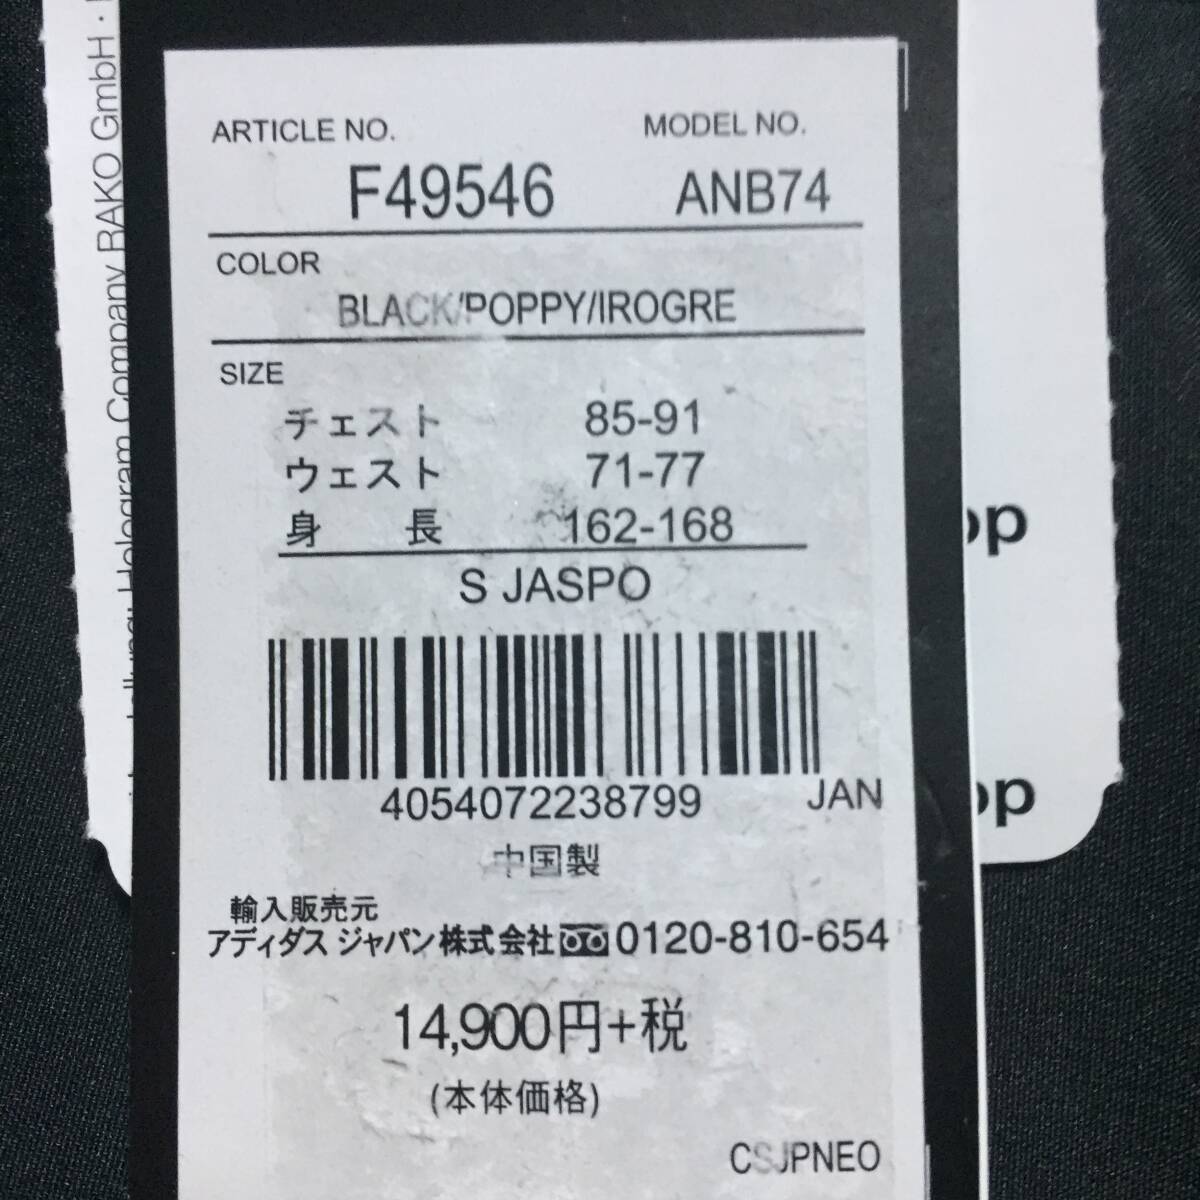 ARTICLE NO. MODEL NO.
F49546 ANB74
COLOR
BLACK/POPPY/IROGRE
SIZE
チェスト 85-91
ウェスト 71-77
身 長 162-168
S JASPO
4054072238799 JAN
中国製
輸入販売元
アディダス ジャパン株式会社 0120-810-654
14,900円+税
(本体価格)
CSJPNEO
Hologram Company RAKO GmbH ·
op
op